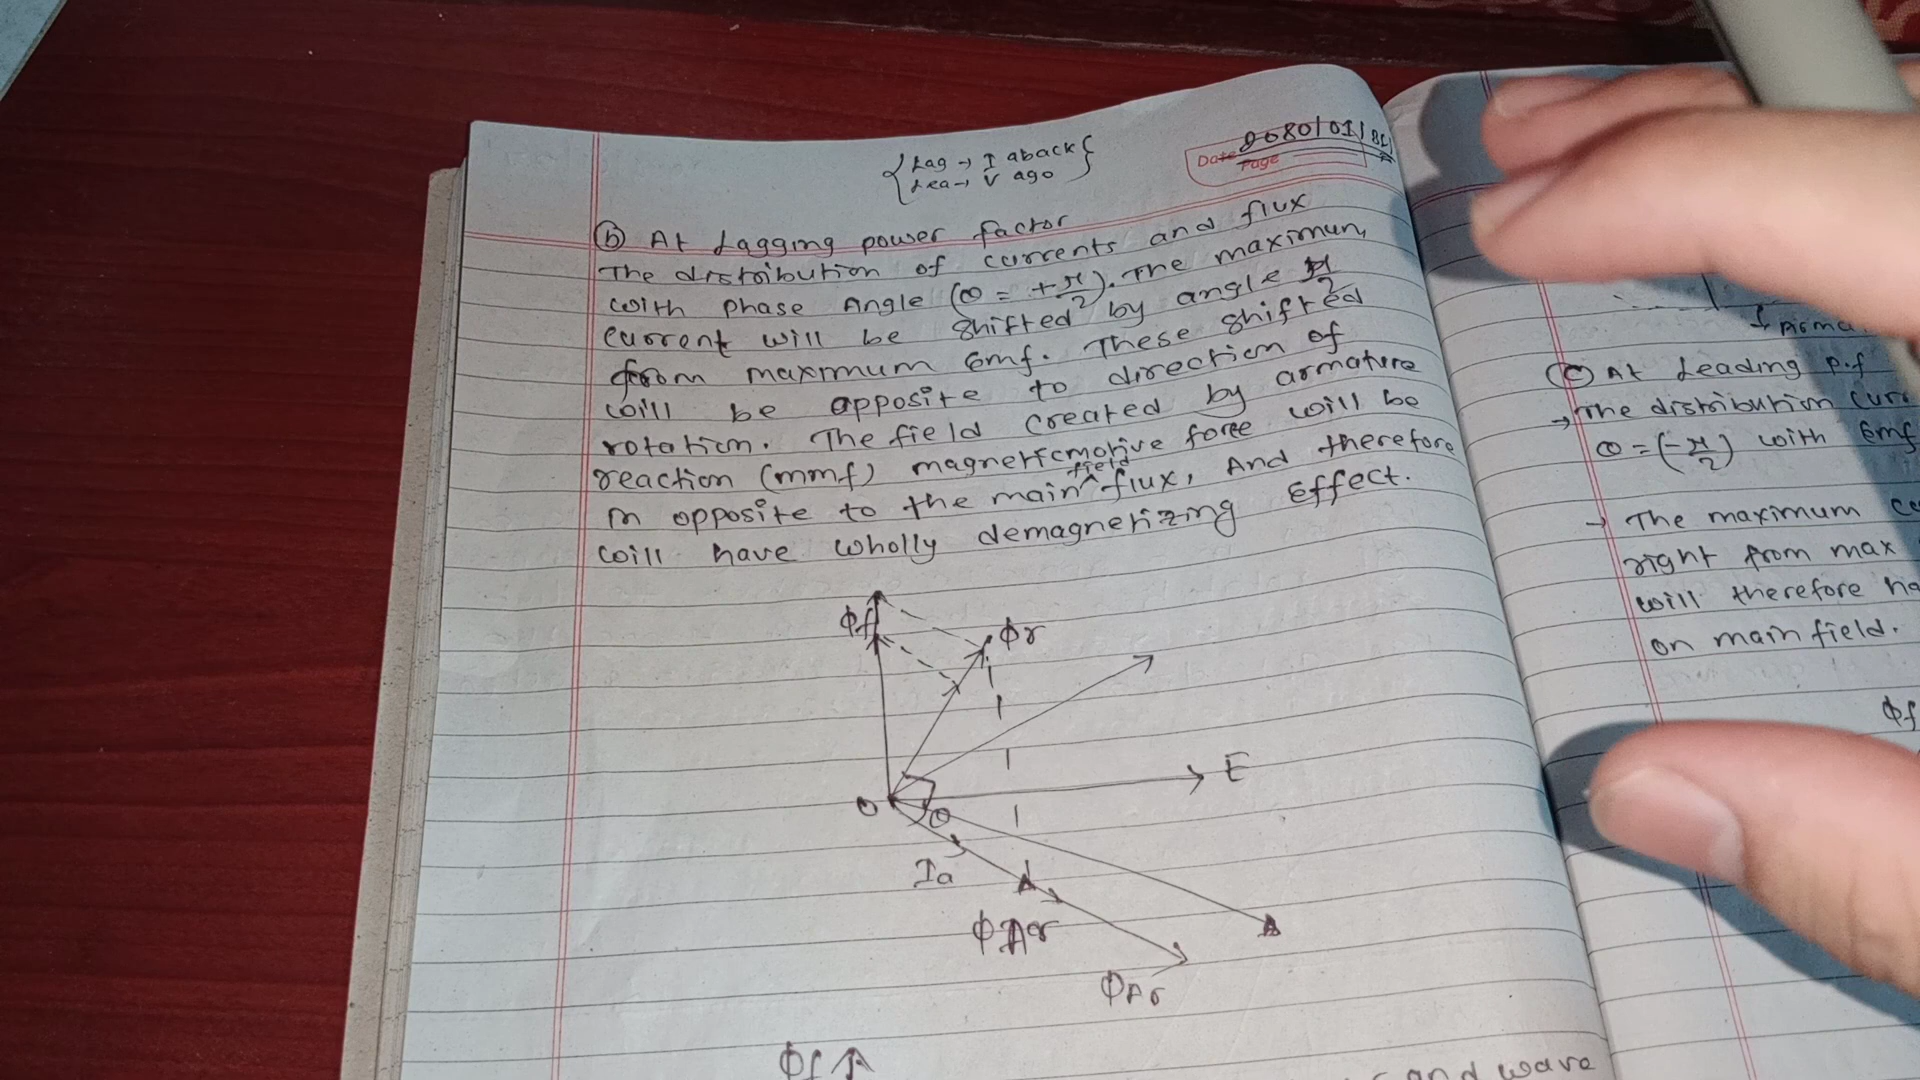 { Lag → I aback }
{ Lea → V ago }
Date 2080/01/
Page
(b) At Lagging power factor
The distribution of currents and flux
with phase Angle (θ = +π/2). The maximum
current will be shifted by angle π/2
from maximum emf. These shifted
will be opposite to direction of
rotation. The field created by armature
reaction (mmf) magnetomotive force will be
in opposite to the main field flux, And therefore
will have wholly demagnetizing effect.
Φf
Φr
E
O
θ
Ia
ΦAr
ΦAr
Φf
(c) At Leading p.f
→ The distribution
θ = (-π/2) with Emf
→ The maximum
right from max
will therefore
on main field.
Φf
and wave